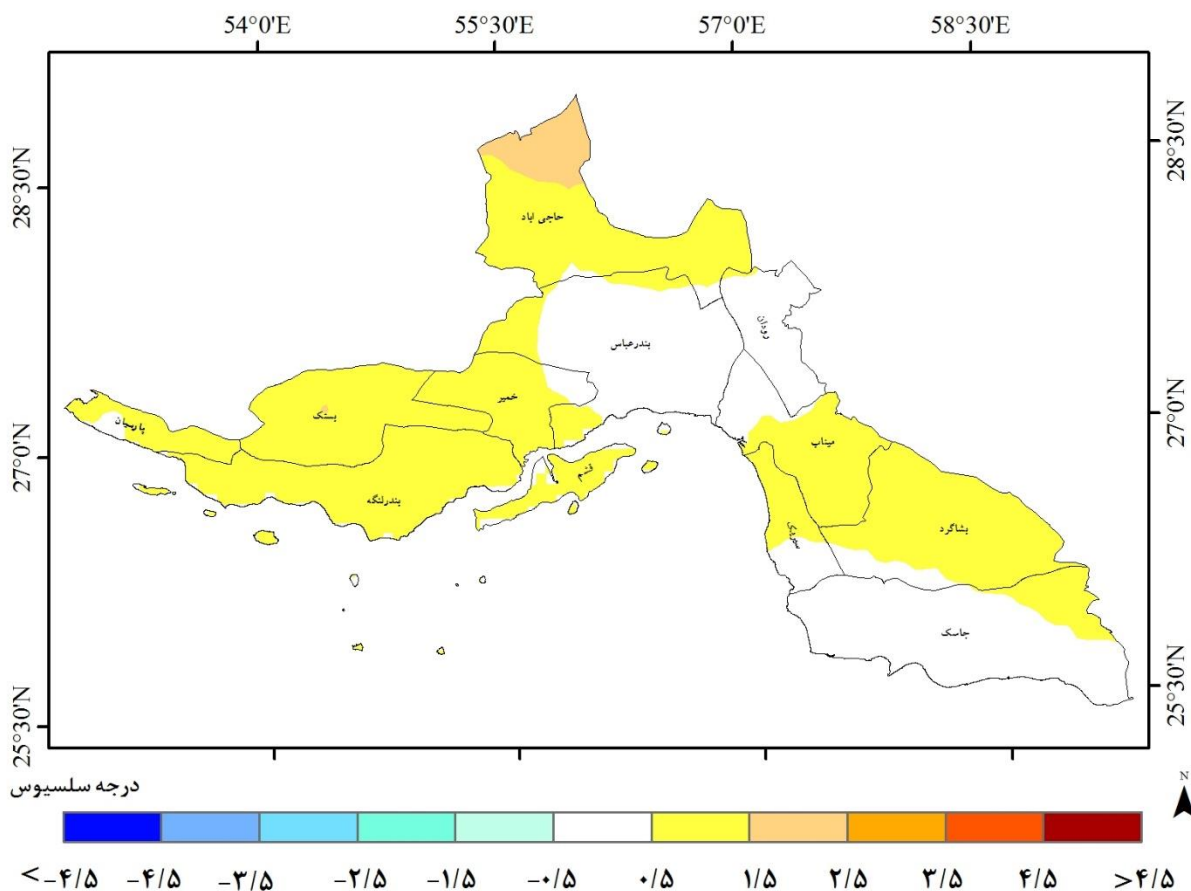 54°0'E 55°30'E 57°0'E 58°30'E
28°30'N
28°30'N
حاجی اباد
رودان
بندرعباس
27°0'N
27°0'N
بستک
خمیر
پارسیان
میناب
قشم
بندرلنگه
بشاگرد
سیریک
جاسک
25°30'N
25°30'N
درجه سلسیوس
N
<-۴/۵ -۴/۵ -۳/۵ -۲/۵ -۱/۵ -۰/۵ ۰/۵ ۱/۵ ۲/۵ ۳/۵ ۴/۵ >۴/۵